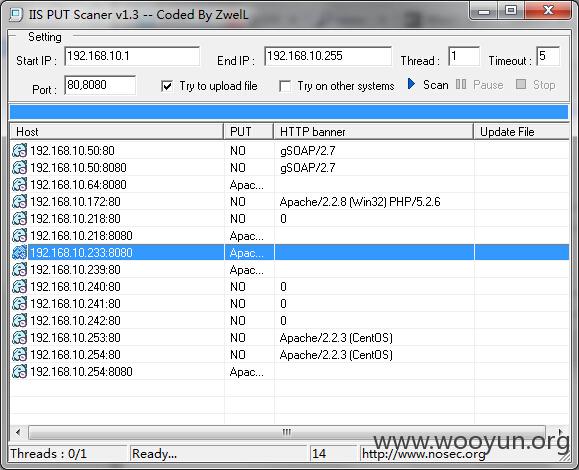 IIS PUT Scaner v1.3 -- Coded By ZwelL
Setting
Start IP : 192.168.10.1 End IP : 192.168.10.255 Thread : 1 Timeout : 5
Port : 80,8080 Try to upload file Try on other systems Scan Pause Stop
Host PUT HTTP banner Update File
192.168.10.50:80 NO gSOAP/2.7
192.168.10.50:8080 NO gSOAP/2.7
192.168.10.64:8080 Apac...
192.168.10.172:80 NO Apache/2.2.8 (Win32) PHP/5.2.6
192.168.10.218:80 NO 0
192.168.10.218:8080 Apac...
192.168.10.233:8080 Apac...
192.168.10.239:80 Apac...
192.168.10.240:80 NO 0
192.168.10.241:80 NO 0
192.168.10.242:80 NO 0
192.168.10.253:80 NO Apache/2.2.3 (CentOS)
192.168.10.254:80 NO Apache/2.2.3 (CentOS)
192.168.10.254:8080 Apac...
www.wooyun.org
Threads : 0/1 Ready... 14 http://www.nosec.org